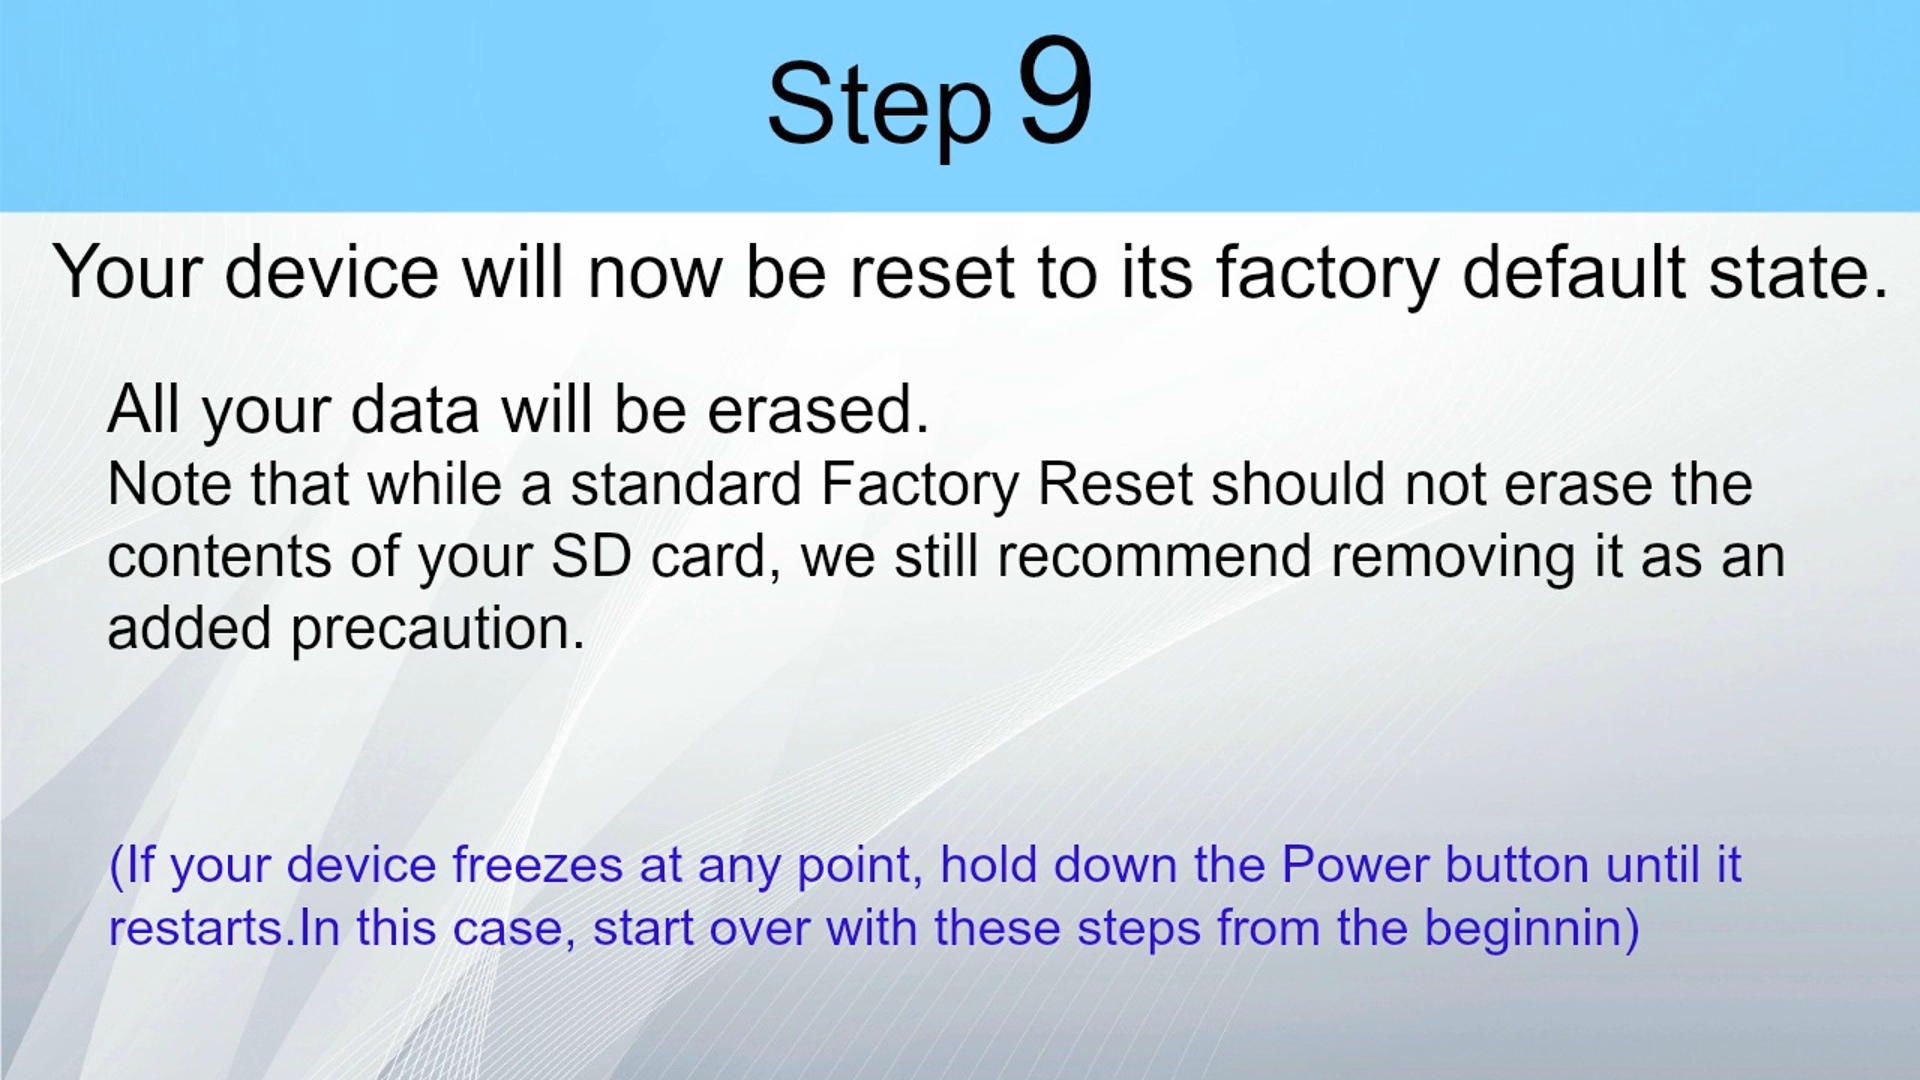 Step 9
Your device will now be reset to its factory default state.
All your data will be erased.
Note that while a standard Factory Reset should not erase the
contents of your SD card, we still recommend removing it as an
added precaution.
(If your device freezes at any point, hold down the Power button until it
restarts.In this case, start over with these steps from the beginnin)